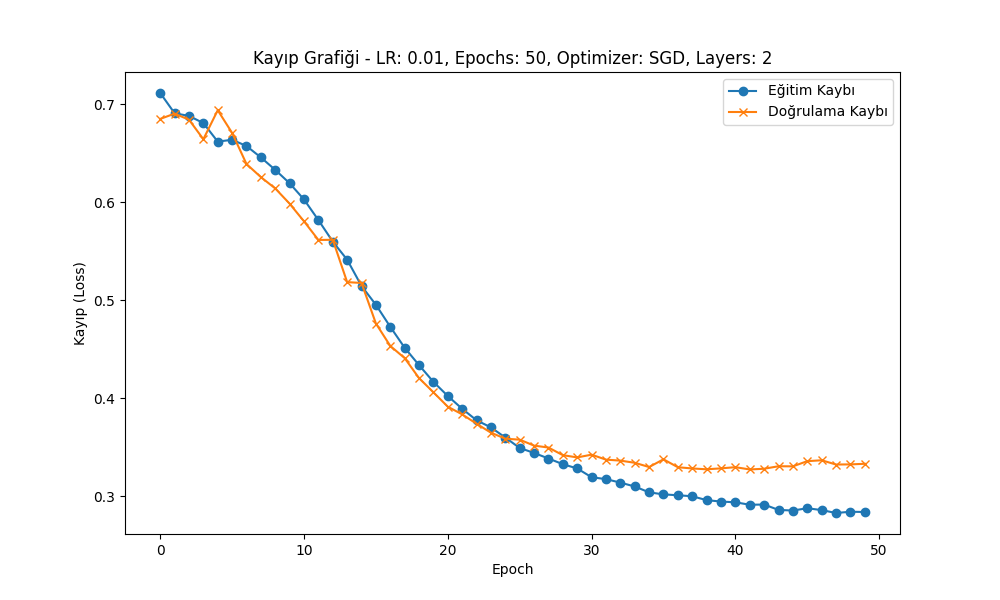 Kayıp Grafiği - LR: 0.01, Epochs: 50, Optimizer: SGD, Layers: 2
Eğitim Kaybı
Doğrulama Kaybı
Kayıp (Loss)
0.7
0.6
0.5
0.4
0.3
0
10
20
30
40
50
Epoch